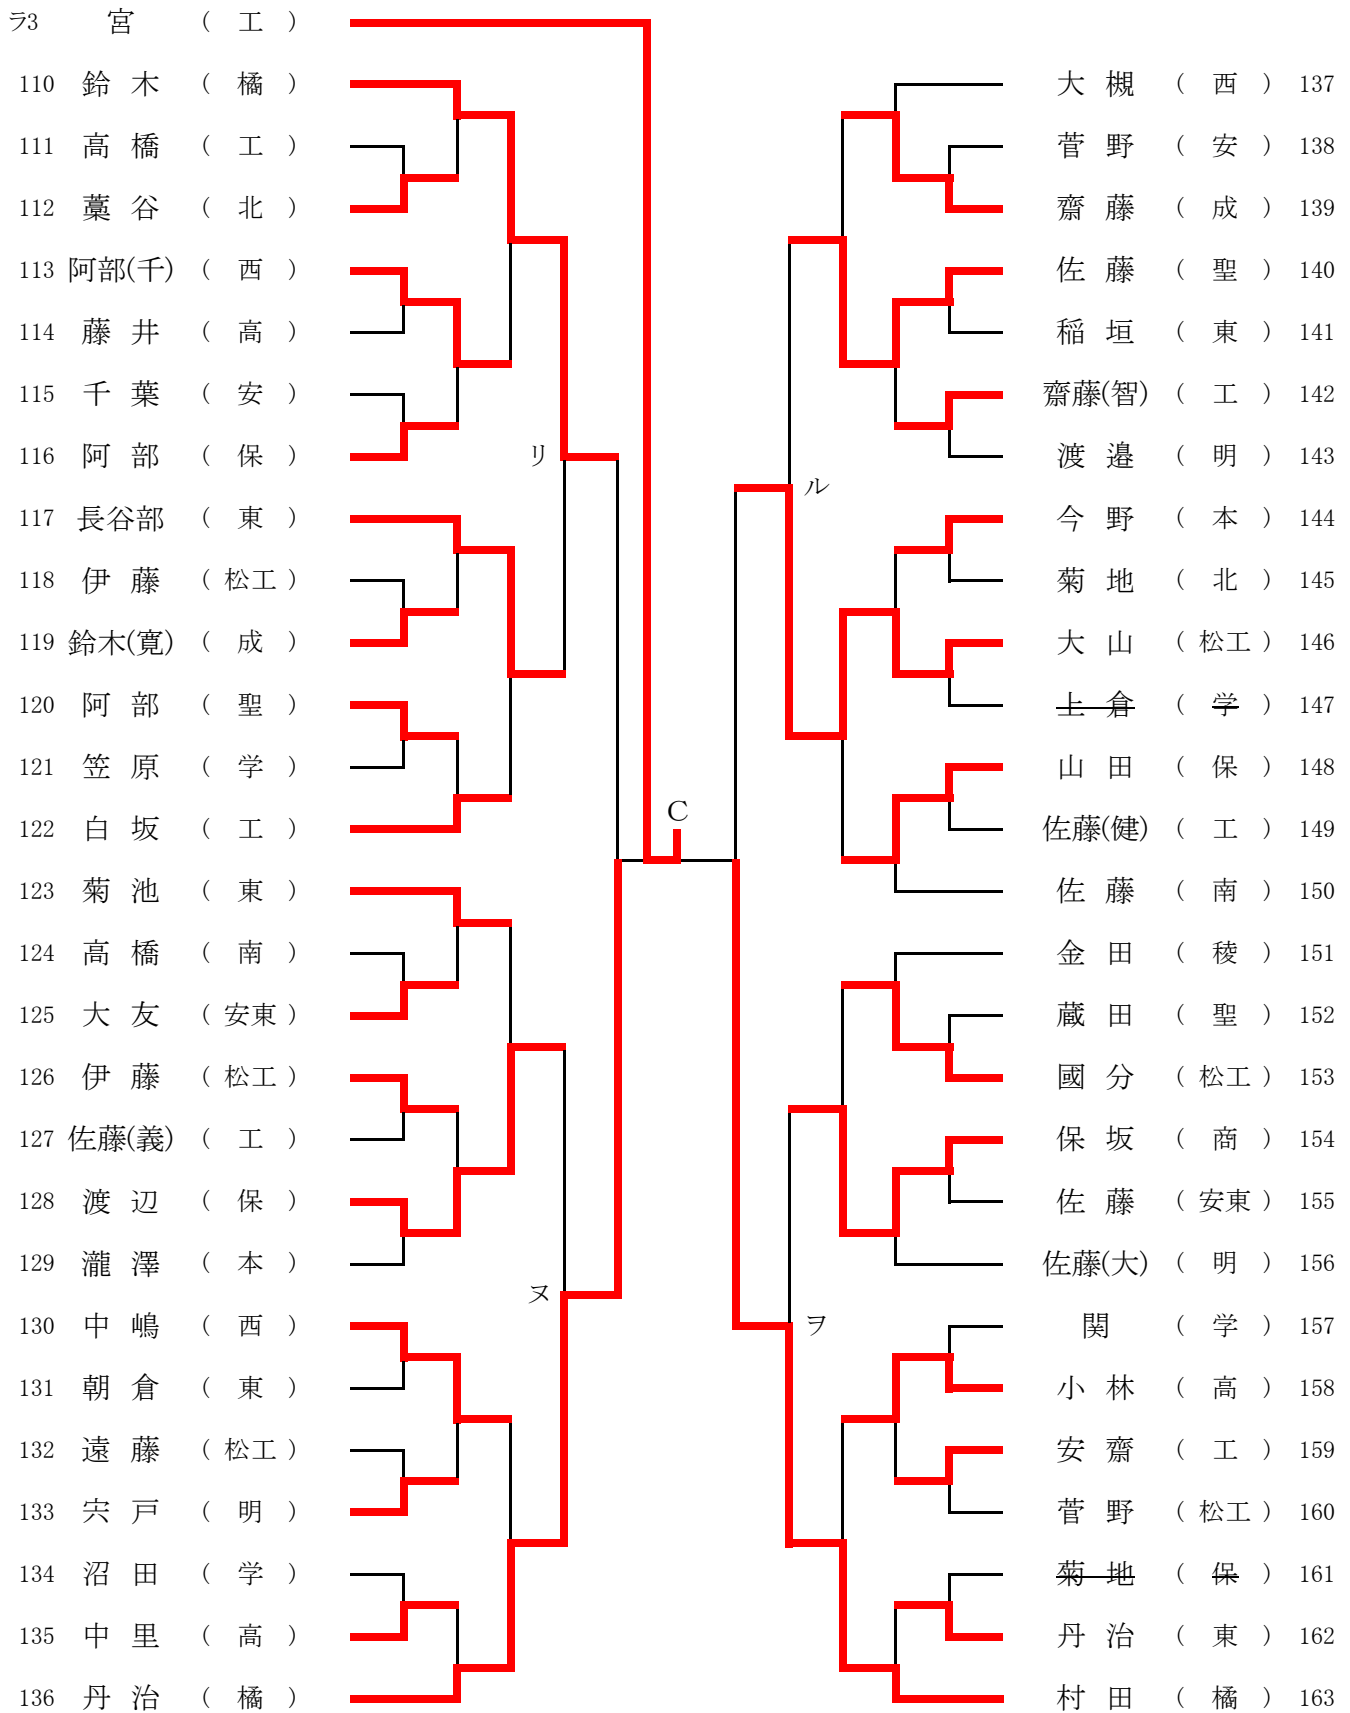 ラ3 宮 ( 工 )
110 鈴木 ( 橘 )
111 高橋 ( 工 )
112 藁谷 ( 北 )
113 阿部(千) ( 西 )
114 藤井 ( 高 )
115 千葉 ( 安 )
116 阿部 ( 保 )
117 長谷部 ( 東 )
118 伊藤 ( 松工 )
119 鈴木(寛) ( 成 )
120 阿部 ( 聖 )
121 笠原 ( 学 )
122 白坂 ( 工 )
123 菊池 ( 東 )
124 高橋 ( 南 )
125 大友 ( 安東 )
126 伊藤 ( 松工 )
127 佐藤(義) ( 工 )
128 渡辺 ( 保 )
129 瀧澤 ( 本 )
130 中嶋 ( 西 )
131 朝倉 ( 東 )
132 遠藤 ( 松工 )
133 宍戸 ( 明 )
134 沼田 ( 学 )
135 中里 ( 高 )
136 丹治 ( 橘 )
リ
ヌ
C
ル
ヲ
大槻 ( 西 ) 137
菅野 ( 安 ) 138
齋藤 ( 成 ) 139
佐藤 ( 聖 ) 140
稲垣 ( 東 ) 141
齋藤(智) ( 工 ) 142
渡邉 ( 明 ) 143
今野 ( 本 ) 144
菊地 ( 北 ) 145
大山 ( 松工 ) 146
上倉 ( 学 ) 147
山田 ( 保 ) 148
佐藤(健) ( 工 ) 149
佐藤 ( 南 ) 150
金田 ( 稜 ) 151
蔵田 ( 聖 ) 152
國分 ( 松工 ) 153
保坂 ( 商 ) 154
佐藤 ( 安東 ) 155
佐藤(大) ( 明 ) 156
関 ( 学 ) 157
小林 ( 高 ) 158
安齋 ( 工 ) 159
菅野 ( 松工 ) 160
菊地 ( 保 ) 161
丹治 ( 東 ) 162
村田 ( 橘 ) 163